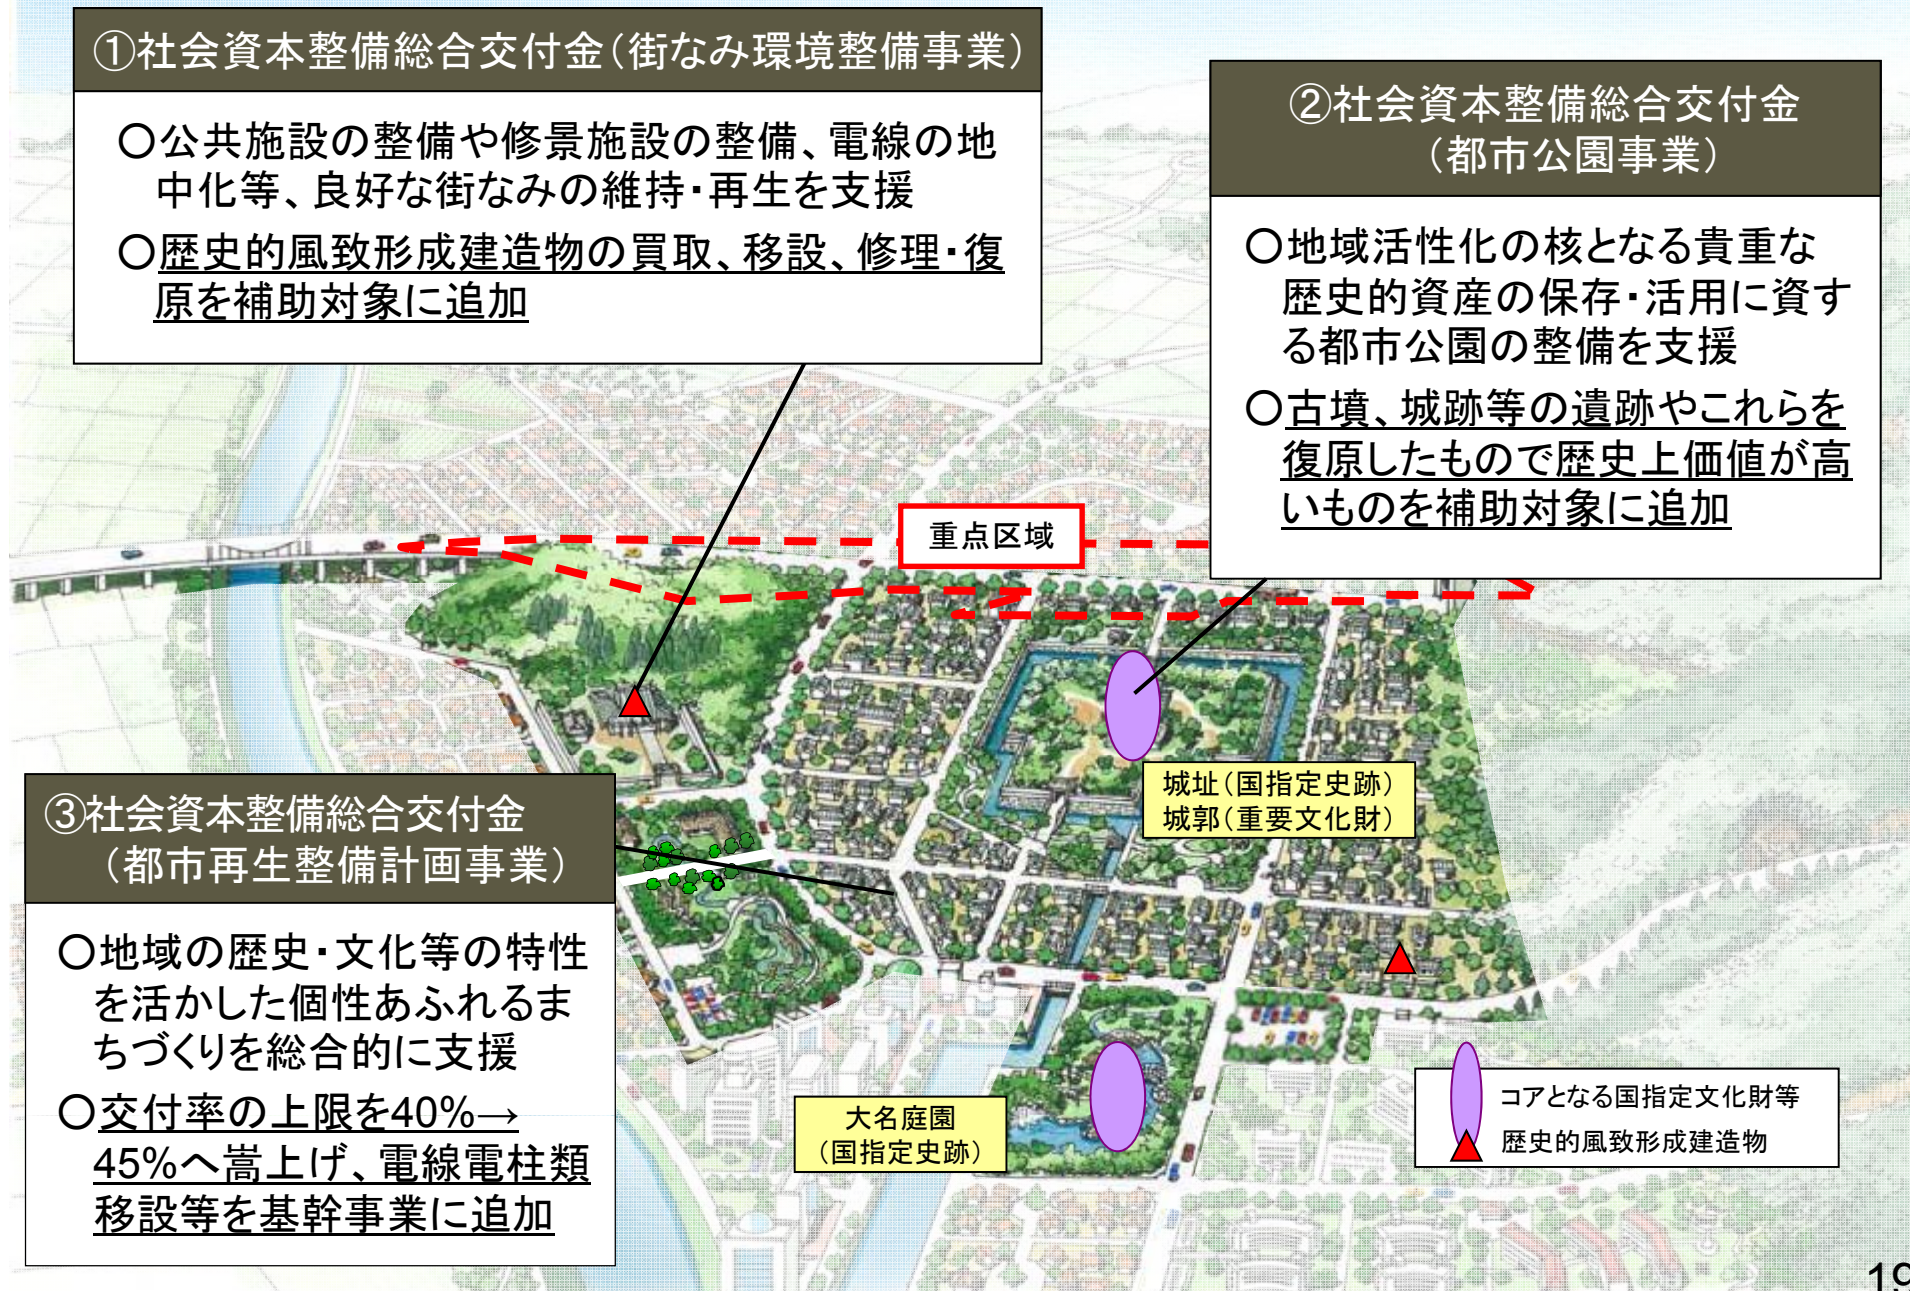 ①社会資本整備総合交付金（街なみ環境整備事業）
〇公共施設の整備や修景施設の整備、電線の地
中化等、良好な街なみの維持・再生を支援
〇歴史的風致形成建造物の買取、移設、修理・復
原を補助対象に追加
②社会資本整備総合交付金
（都市公園事業）
〇地域活性化の核となる貴重な
歴史的資産の保存・活用に資す
る都市公園の整備を支援
〇古墳、城跡等の遺跡やこれらを
復原したもので歴史上価値が高
いものを補助対象に追加
重点区域
城址（国指定史跡）
城郭（重要文化財）
③社会資本整備総合交付金
（都市再生整備計画事業）
〇地域の歴史・文化等の特性
を活かした個性あふれるま
ちづくりを総合的に支援
〇交付率の上限を40%→
45%へ嵩上げ、電線電柱類
移設等を基幹事業に追加
大名庭園
（国指定史跡）
コアとなる国指定文化財等
歴史的風致形成建造物
19